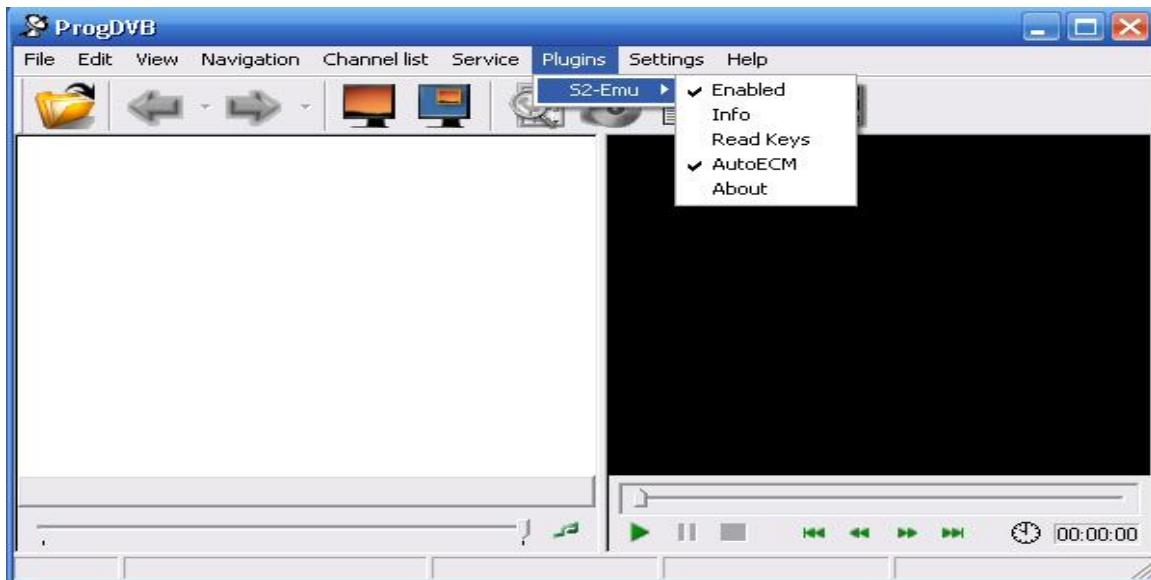 ProgDVB
File Edit View Navigation Channel list Service Plugins Settings Help
S2-Emu
Enabled
Info
Read Keys
AutoECM
About
00:00:00